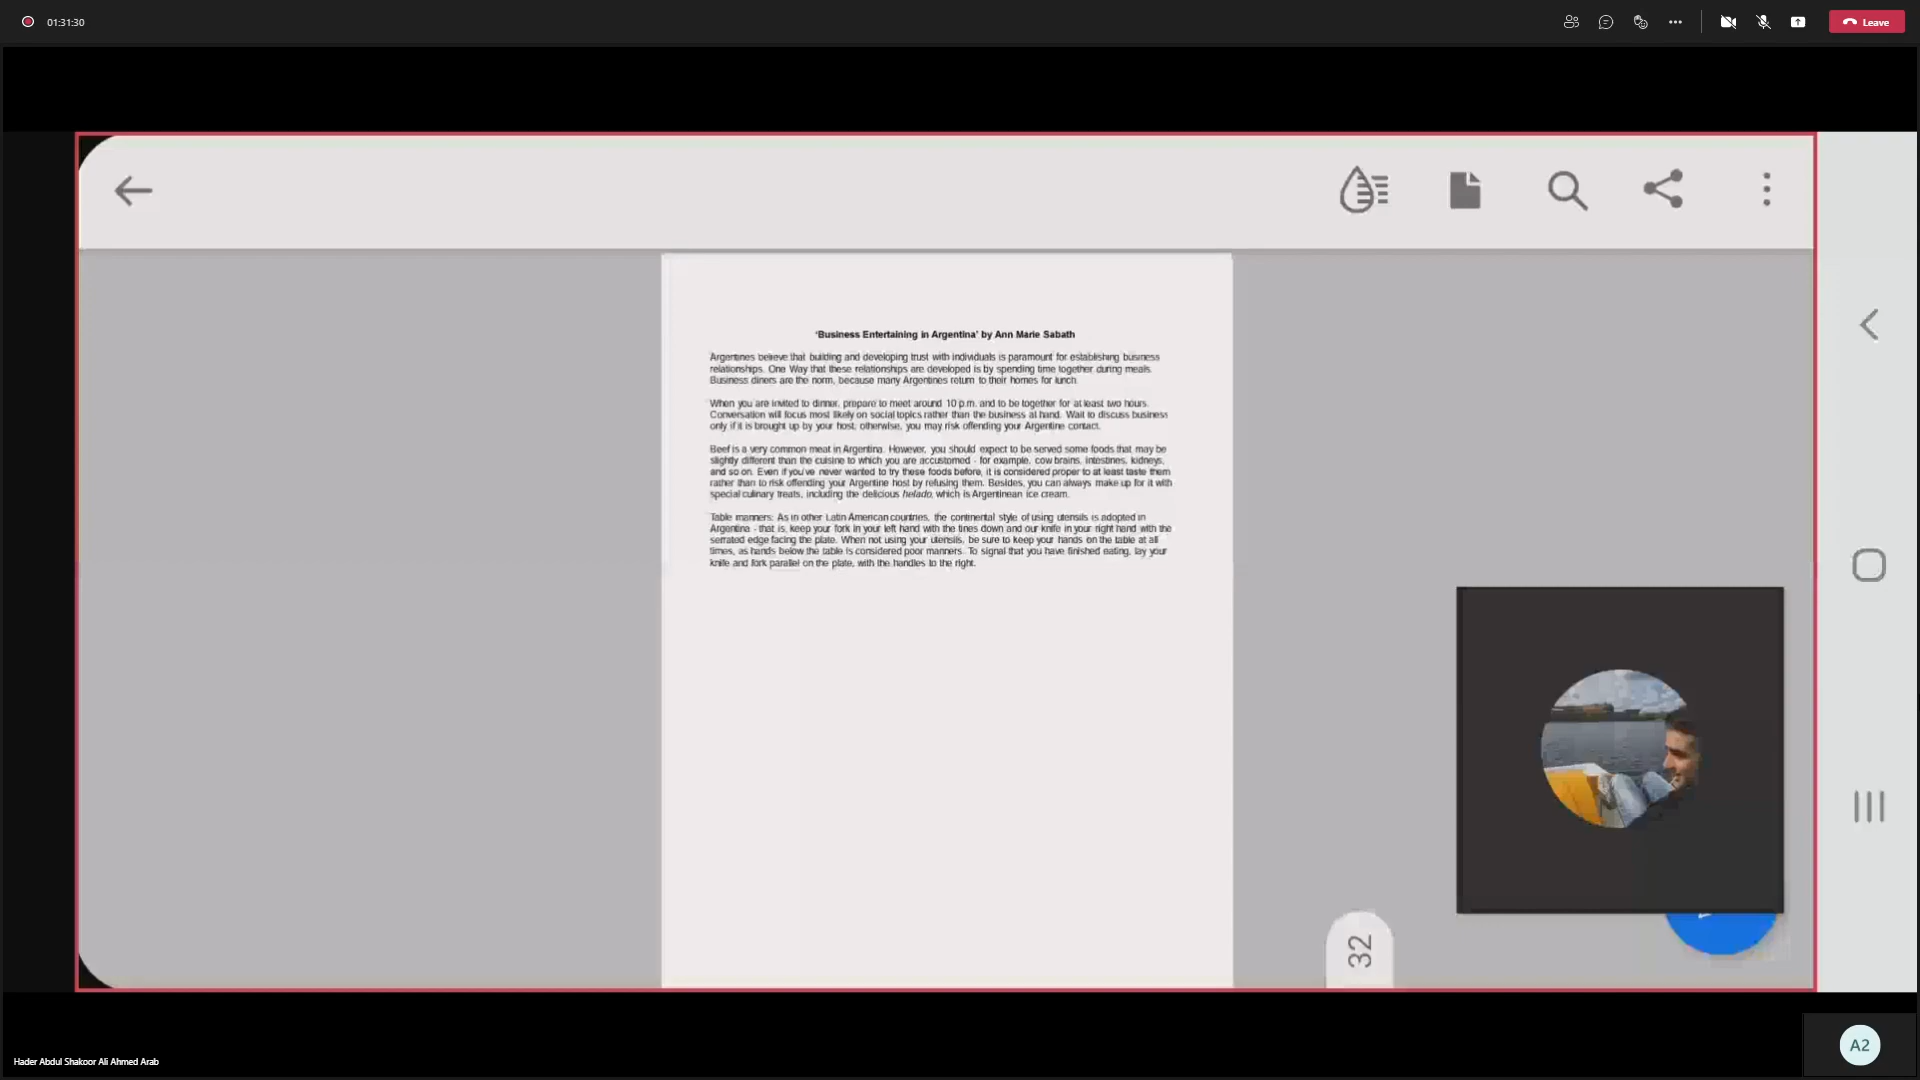 01:31:30
Leave
'Business Entertaining in Argentina' by Ann Marie Sabath
Argentines believe that building and developing trust with individuals is paramount for establishing business
relationships. One Way that these relationships are developed is by spending time together during meals.
Business diners are the norm, because many Argentines return to their homes for lunch.
When you are invited to dinner, prepare to meet around 10 p.m. and to be together for at least two hours.
Conversation will focus most likely on social topics rather than the business at hand. Wait to discuss business
only if it is brought up by your host; otherwise, you may risk offending your Argentine contact.
Beef is a very common meat in Argentina. However, you should expect to be served some foods that may be
slightly different than the cuisine to which you are accustomed - for example, cow brains, intestines, kidneys,
and so on. Even if you've never wanted to try these foods before, it is considered proper to at least taste them
rather than to risk offending your Argentine host by refusing them. Besides, you can always make up for it with
special culinary treats, including the delicious helado, which is Argentinean ice cream.
Table manners: As in other Latin American countries, the continental style of using utensils is adopted in
Argentina - that is, keep your fork in your left hand with the tines down and our knife in your right hand with the
serrated edge facing the plate. When not using your utensils, be sure to keep your hands on the table at all
times, as hands below the table is considered poor manners. To signal that you have finished eating, lay your
knife and fork parallel on the plate, with the handles to the right.
32
Hader Abdul Shakoor Ali Ahmed Arab
A2